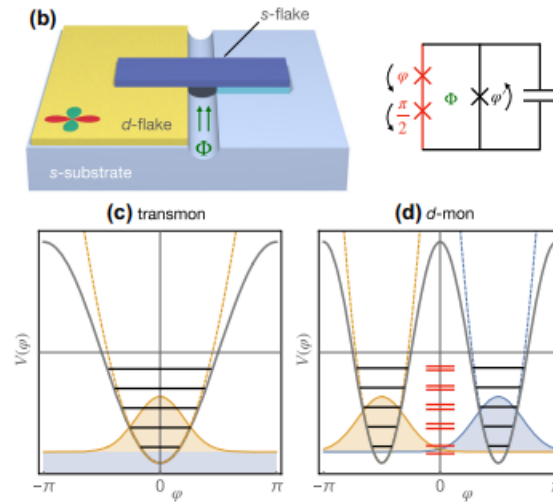 (b)
s-flake
d-flake
Φ
s-substrate
φ
π/2
Φ
φ'
(c) transmon
V(φ)
−π
0
φ
π
(d) d-mon
V(φ)
−π
0
φ
π